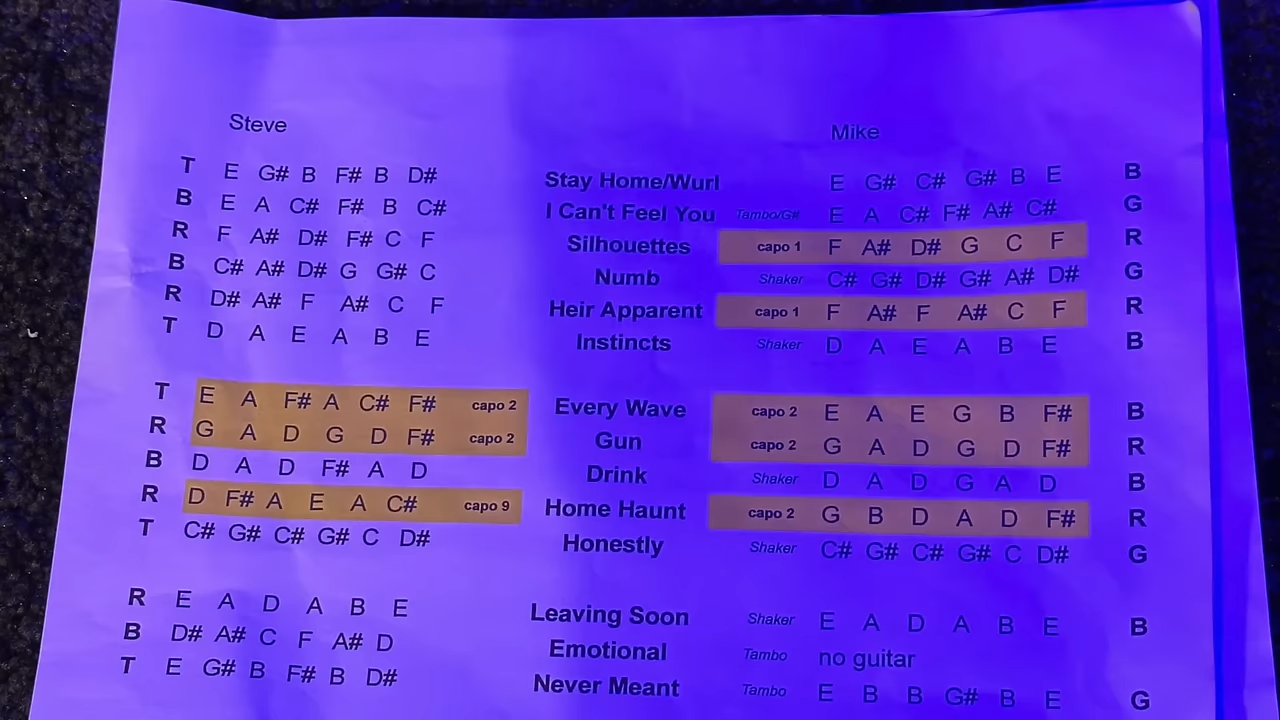 Steve Mike
T E G# B F# B D# Stay Home/Wurl E G# C# G# B E B
B E A C# F# B C# I Can't Feel You Tambo/G# E A C# F# A# C# G
R F A# D# F# C F Silhouettes capo 1 F A# D# G C F R
B C# A# D# G G# C Numb Shaker C# G# D# G# A# D# G
R D# A# F A# C F Heir Apparent capo 1 F A# F A# C F R
T D A E A B E Instincts Shaker D A E A B E B
T E A F# A C# F# capo 2 Every Wave capo 2 E A E G B F# B
R G A D G D F# capo 2 Gun capo 2 G A D G D F# R
B D A D F# A D Drink Shaker D A D G A D B
R D F# A E A C# capo 9 Home Haunt capo 2 G B D A D F# R
T C# G# C# G# C D# Honestly Shaker C# G# C# G# C D# G
R E A D A B E Leaving Soon Shaker E A D A B E B
B D# A# C F A# D Emotional Tambo no guitar
T E G# B F# B D# Never Meant Tambo E B B G# B E G